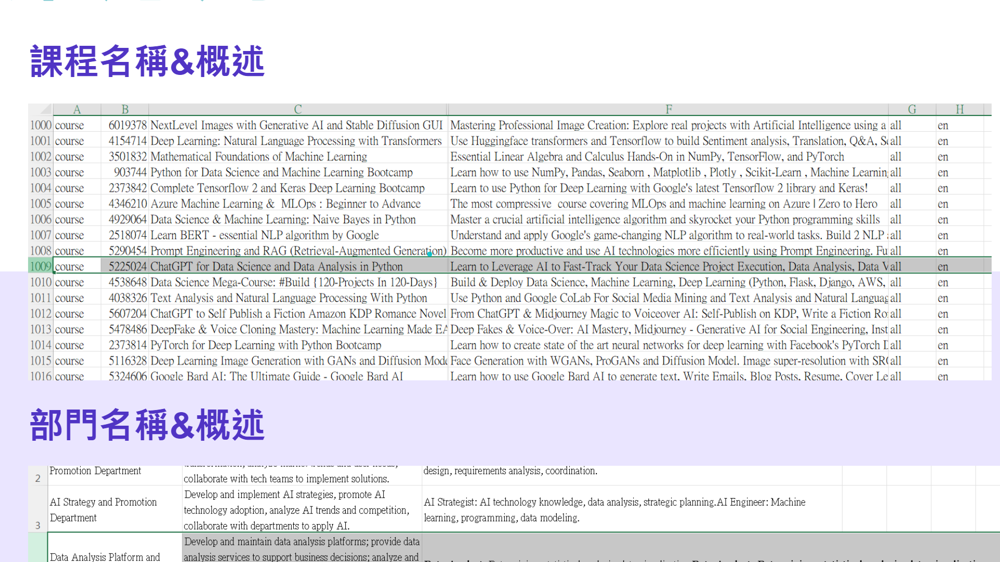 課程名稱&概述
A B C F G H
1000 course 6019378 NextLevel Images with Generative AI and Stable Diffusion GUI Mastering Professional Image Creation: Explore real projects with Artificial Intelligence using a all en
1001 course 4154714 Deep Learning: Natural Language Processing with Transformers Use Huggingface transformers and Tensorflow to build Sentiment analysis, Translation, Q&A, all en
1002 course 3501832 Mathematical Foundations of Machine Learning Essential Linear Algebra and Calculus Hands-On in NumPy, TensorFlow, and PyTorch all en
1003 course 903744 Python for Data Science and Machine Learning Bootcamp Learn how to use NumPy, Pandas, Seaborn , Matplotlib , Plotly , Scikit-Learn , Machine Learnin all en
1004 course 2373842 Complete Tensorflow 2 and Keras Deep Learning Bootcamp Learn to use Python for Deep Learning with Google's latest Tensorflow 2 library and Keras! all en
1005 course 4346210 Azure Machine Learning & MLOps : Beginner to Advance The most compressive course covering MLOps and machine learning on Azure | Zero to Hero all en
1006 course 4929064 Data Science & Machine Learning: Naive Bayes in Python Master a crucial artificial intelligence algorithm and skyrocket your Python programming skills all en
1007 course 2518074 Learn BERT - essential NLP algorithm by Google Understand and apply Google's game-changing NLP algorithm to real-world tasks. Build 2 NLP all en
1008 course 5290454 Prompt Engineering and RAG (Retrieval-Augmented Generation) Become more productive and use AI technologies more efficiently using Prompt Engineering. Fu all en
1009 course 5225024 ChatGPT for Data Science and Data Analysis in Python Learn to Leverage AI to Fast-Track Your Data Science Project Execution, Data Analysis, Data all en
1010 course 4538648 Data Science Mega-Course: #Build {120-Projects In 120-Days} Build & Deploy Data Science, Machine Learning, Deep Learning (Python, Flask, Django, AWS, all en
1011 course 4038326 Text Analysis and Natural Language Processing With Python Use Python and Google CoLab For Social Media Mining and Text Analysis and Natural Languag all en
1012 course 5607204 ChatGPT to Self Publish a Fiction Amazon KDP Romance Novel From ChatGPT & Midjourney Magic to Voiceover AI: Self-Publish on KDP, Write a Fiction Ro all en
1013 course 5478486 DeepFake & Voice Cloning Mastery: Machine Learning Made EA Deep Fakes & Voice-Over: AI Mastery, Midjourney - Generative AI for Social Engineering, Inst all en
1014 course 2373814 PyTorch for Deep Learning with Python Bootcamp Learn how to create state of the art neural networks for deep learning with Facebook's PyTorch all en
1015 course 5116328 Deep Learning Image Generation with GANs and Diffusion Mode Face Generation with WGANs, ProGANs and Diffusion Model. Image super-resolution with SR all en
1016 course 5324606 Google Bard AI: The Ultimate Guide - Google Bard AI Learn how to use Google Bard AI to generate text, Write Emails, Blog Posts, Resume, Cover Le all en
部門名稱&概述
2 Promotion Department
collaborate with tech teams to implement solutions.
design, requirements analysis, coordination.
3 AI Strategy and Promotion
Department
Develop and implement AI strategies, promote AI
technology adoption, analyze AI trends and competition,
collaborate with departments to apply AI.
AI Strategist: AI technology knowledge, data analysis, strategic planning.AI Engineer: Machine
learning, programming, data modeling.
Data Analysis Platform and
Develop and maintain data analysis platforms; provide data
analysis services to support business decisions; analyze and